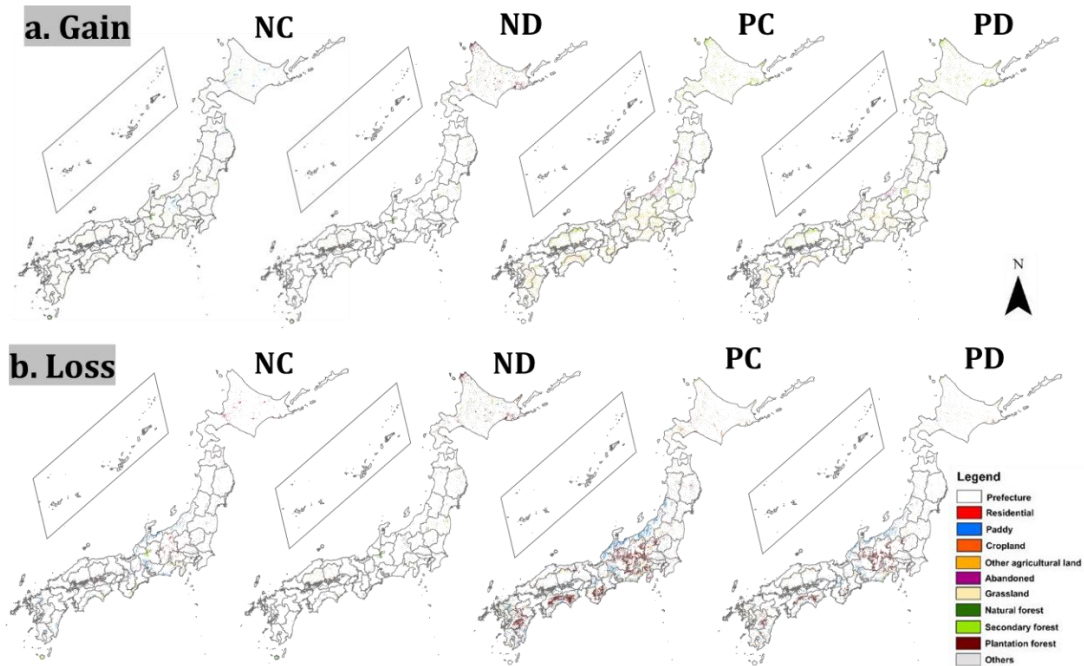 a. Gain
NC
ND
PC
PD
N
b. Loss
NC
ND
PC
PD
Legend
Prefecture
Residential
Paddy
Cropland
Other agricultural land
Abandoned
Grassland
Natural forest
Secondary forest
Plantation forest
Others